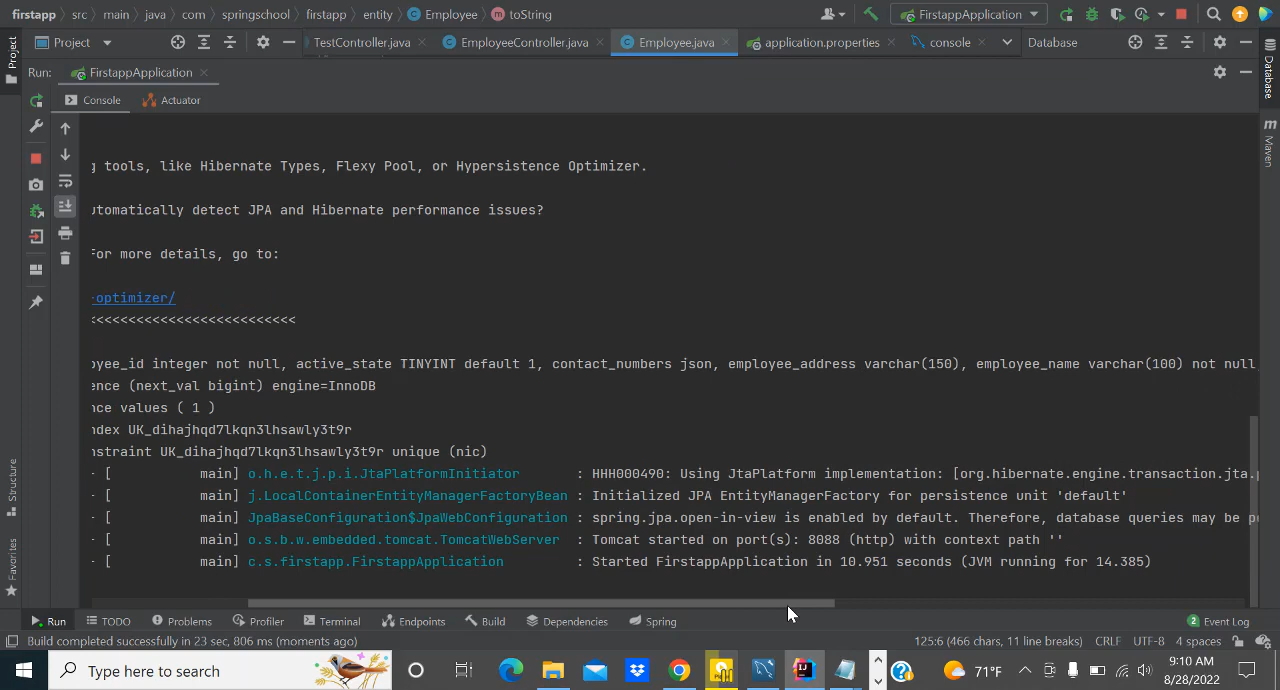 firstapp src main java com springschool firstapp entity Employee toString FirstappApplication
Project TestController.java EmployeeController.java Employee.java application.properties console Database
Project
Run: FirstappApplication
Database
Console Actuator
Maven
g tools, like Hibernate Types, Flexy Pool, or Hypersistence Optimizer.
utomatically detect JPA and Hibernate performance issues?
For more details, go to:
-optimizer/
<<<<<<<<<<<<<<<<<<<<<<<<<<
oyee_id integer not null, active_state TINYINT default 1, contact_numbers json, employee_address varchar(150), employee_name varchar(100) not null,
ence (next_val bigint) engine=InnoDB
nce values ( 1 )
ndex UK_dihajhqd7lkqn3lhsawly3t9r
nstraint UK_dihajhqd7lkqn3lhsawly3t9r unique (nic)
- [ main] o.h.e.t.j.p.i.JtaPlatformInitiator : HHH000490: Using JtaPlatform implementation: [org.hibernate.engine.transaction.jta.p
- [ main] j.LocalContainerEntityManagerFactoryBean : Initialized JPA EntityManagerFactory for persistence unit 'default'
- [ main] JpaBaseConfiguration$JpaWebConfiguration : spring.jpa.open-in-view is enabled by default. Therefore, database queries may be pe
- [ main] o.s.b.w.embedded.tomcat.TomcatWebServer : Tomcat started on port(s): 8088 (http) with context path ''
- [ main] c.s.firstapp.FirstappApplication : Started FirstappApplication in 10.951 seconds (JVM running for 14.385)
Structure
Favorites
Run TODO Problems Profiler Terminal Endpoints Build Dependencies Spring 2 Event Log
Build completed successfully in 23 sec, 806 ms (moments ago) 125:6 (466 chars, 11 line breaks) CRLF UTF-8 4 spaces
Type here to search 71°F 9:10 AM
8/28/2022